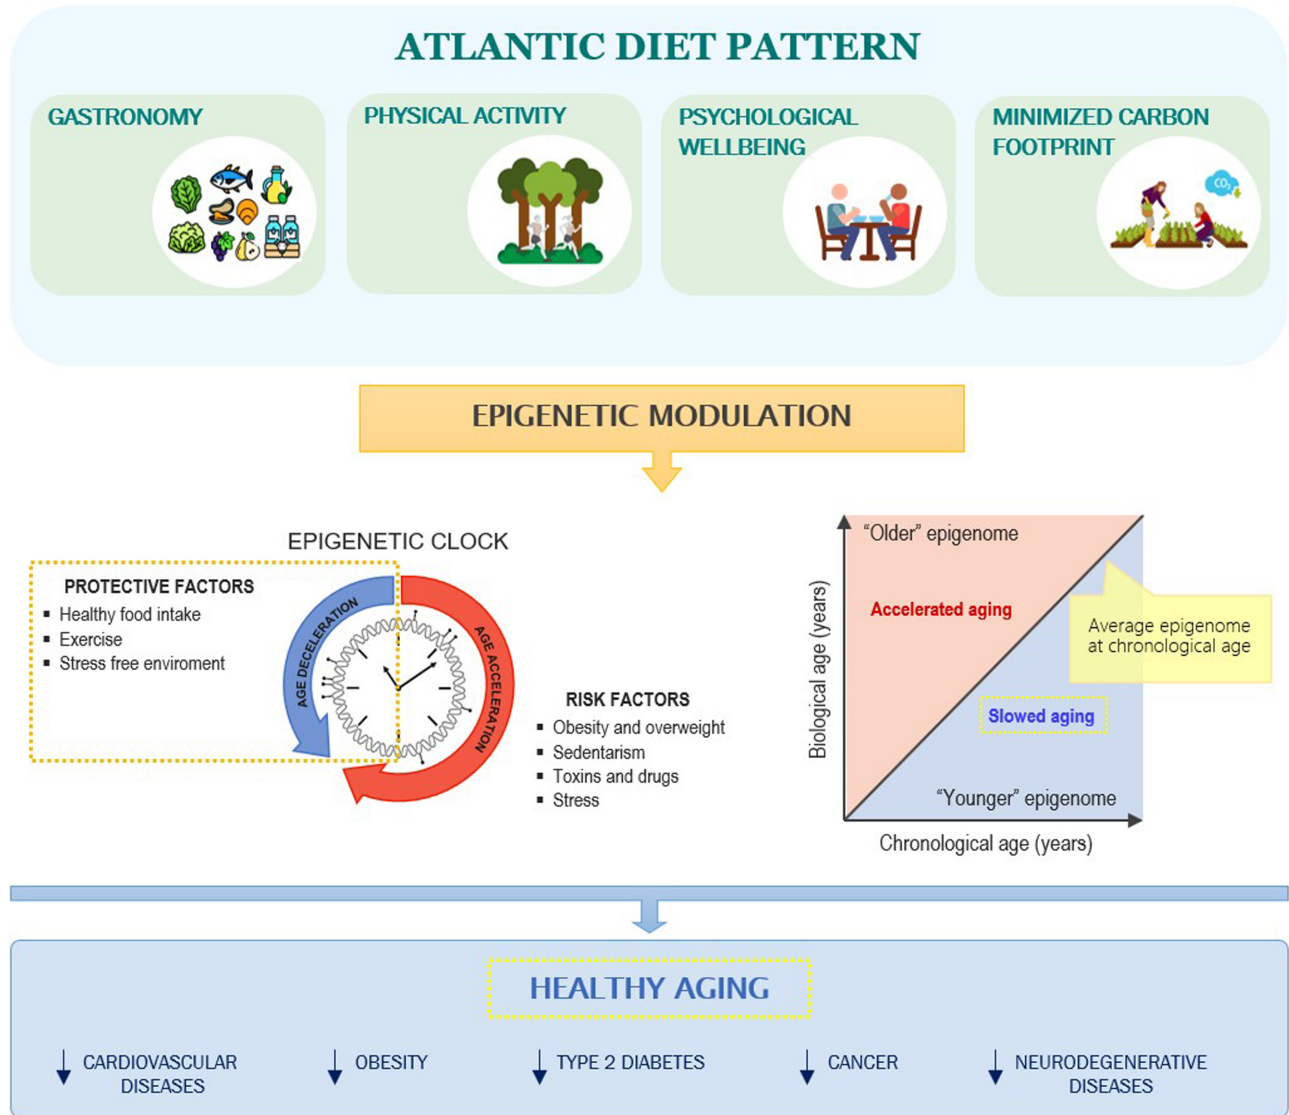 ATLANTIC DIET PATTERN
GASTRONOMY
PHYSICAL ACTIVITY
PSYCHOLOGICAL
WELLBEING
MINIMIZED CARBON
FOOTPRINT
CO₂
EPIGENETIC MODULATION
EPIGENETIC CLOCK
PROTECTIVE FACTORS
▪ Healthy food intake
▪ Exercise
▪ Stress free enviroment
AGE DECELERATION
AGE ACCELERATION
RISK FACTORS
▪ Obesity and overweight
▪ Sedentarism
▪ Toxins and drugs
▪ Stress
Biological age (years)
“Older” epigenome
Accelerated aging
Average epigenome
at chronological age
Slowed aging
“Younger” epigenome
Chronological age (years)
HEALTHY AGING
↓ CARDIOVASCULAR
DISEASES
↓ OBESITY
↓ TYPE 2 DIABETES
↓ CANCER
↓ NEURODEGENERATIVE
DISEASES